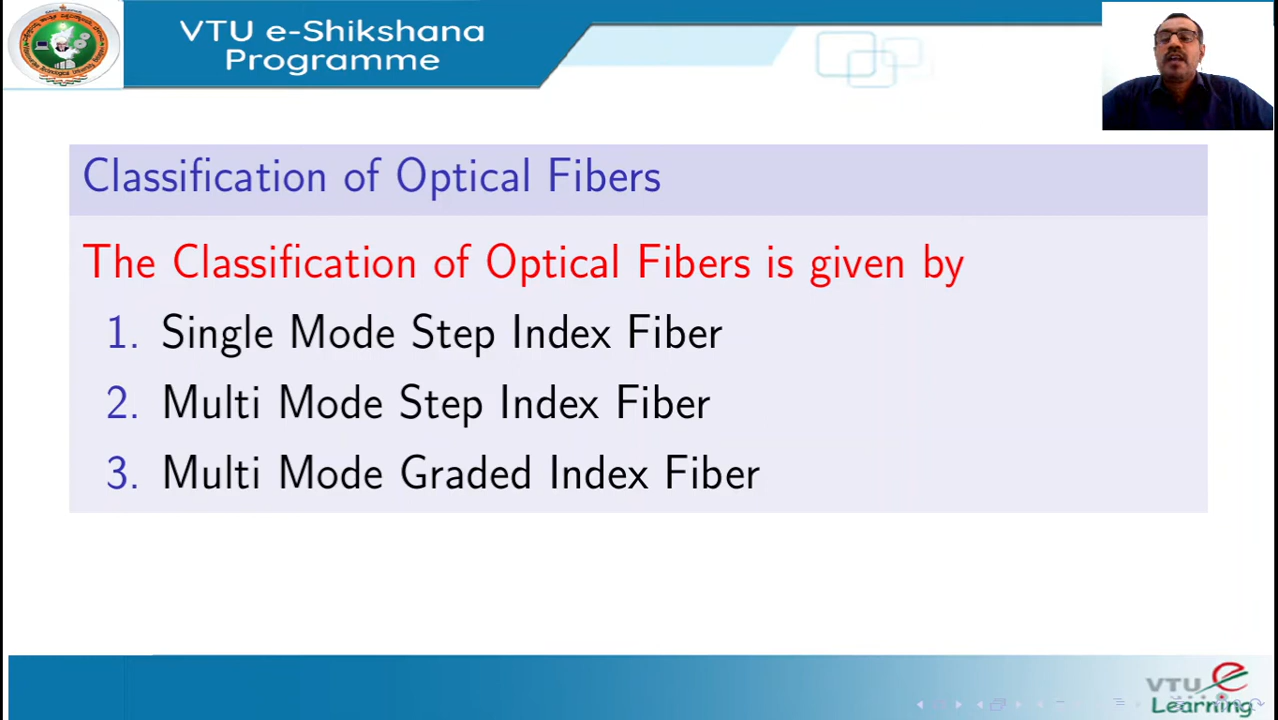 VTU e-Shikshana
Programme
Classification of Optical Fibers
The Classification of Optical Fibers is given by
1. Single Mode Step Index Fiber
2. Multi Mode Step Index Fiber
3. Multi Mode Graded Index Fiber
VTU e
Learning